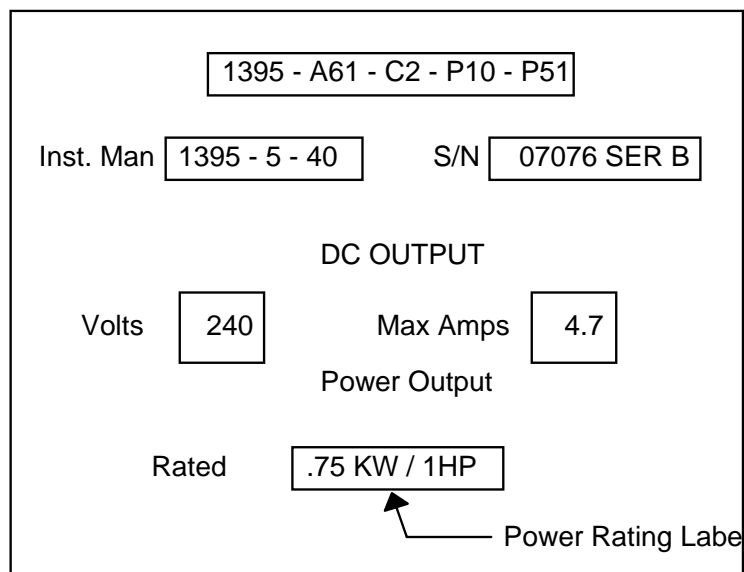 1395 - A61 - C2 - P10 - P51
Inst. Man 1395 - 5 - 40 S/N 07076 SER B
DC OUTPUT
Volts 240 Max Amps 4.7
Power Output
Rated .75 KW / 1HP
Power Rating Labe